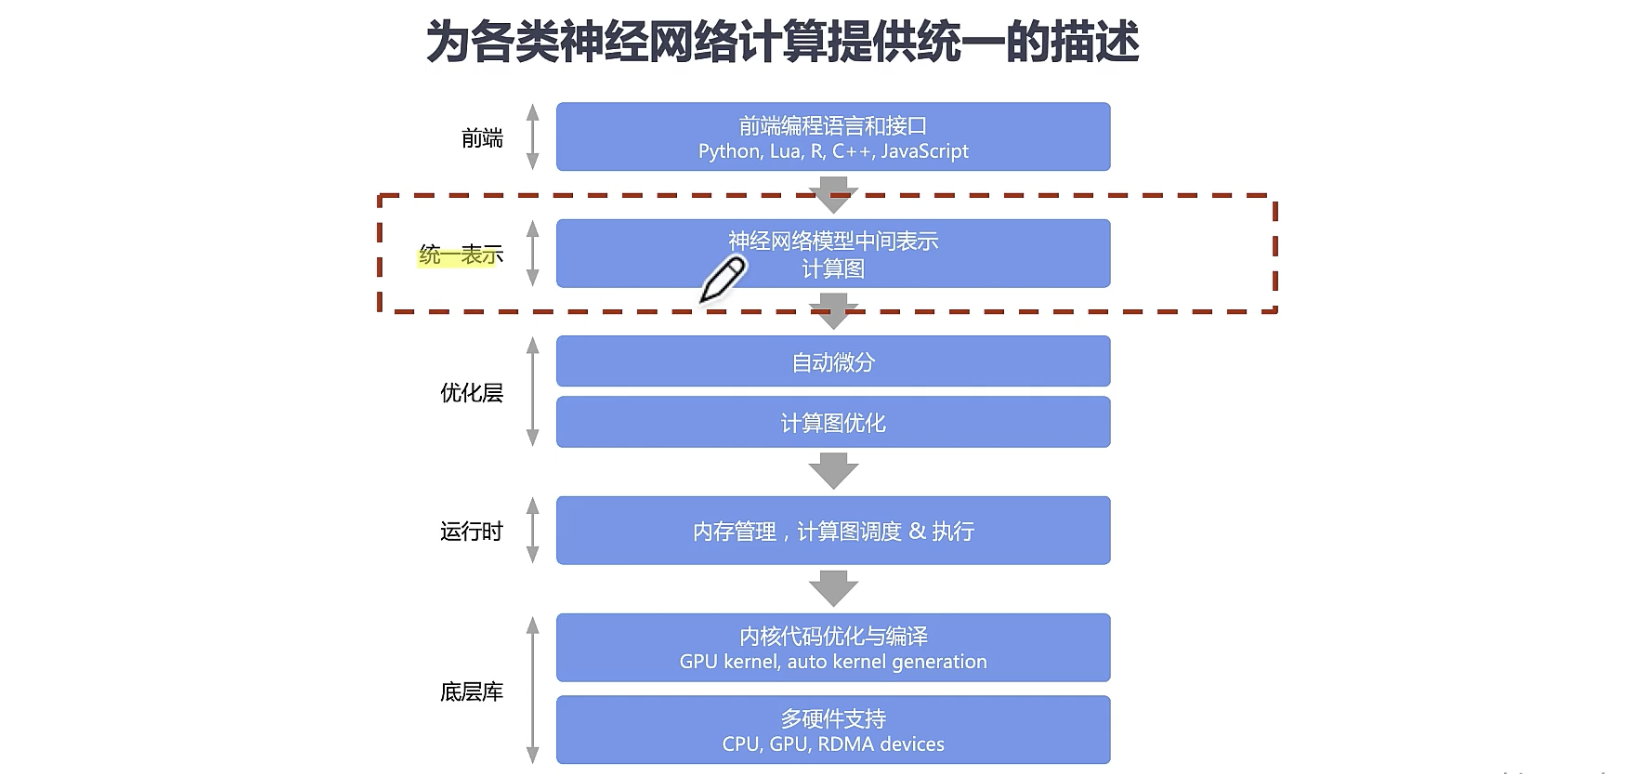 为各类神经网络计算提供统一的描述
前端
前端编程语言和接口
Python, Lua, R, C++, JavaScript
统一表示
神经网络模型中间表示
计算图
优化层
自动微分
计算图优化
运行时
内存管理，计算图调度 & 执行
底层库
内核代码优化与编译
GPU kernel, auto kernel generation
多硬件支持
CPU, GPU, RDMA devices